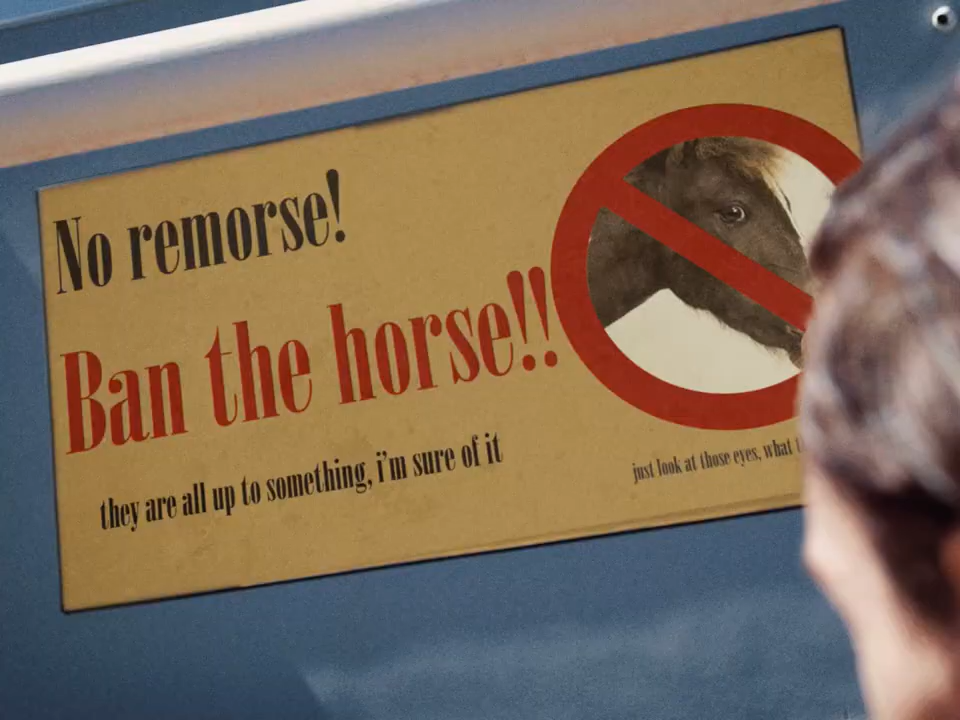 No remorse!
Ban the horse!!
they are all up to something, i'm sure of it
just look at those eyes, what